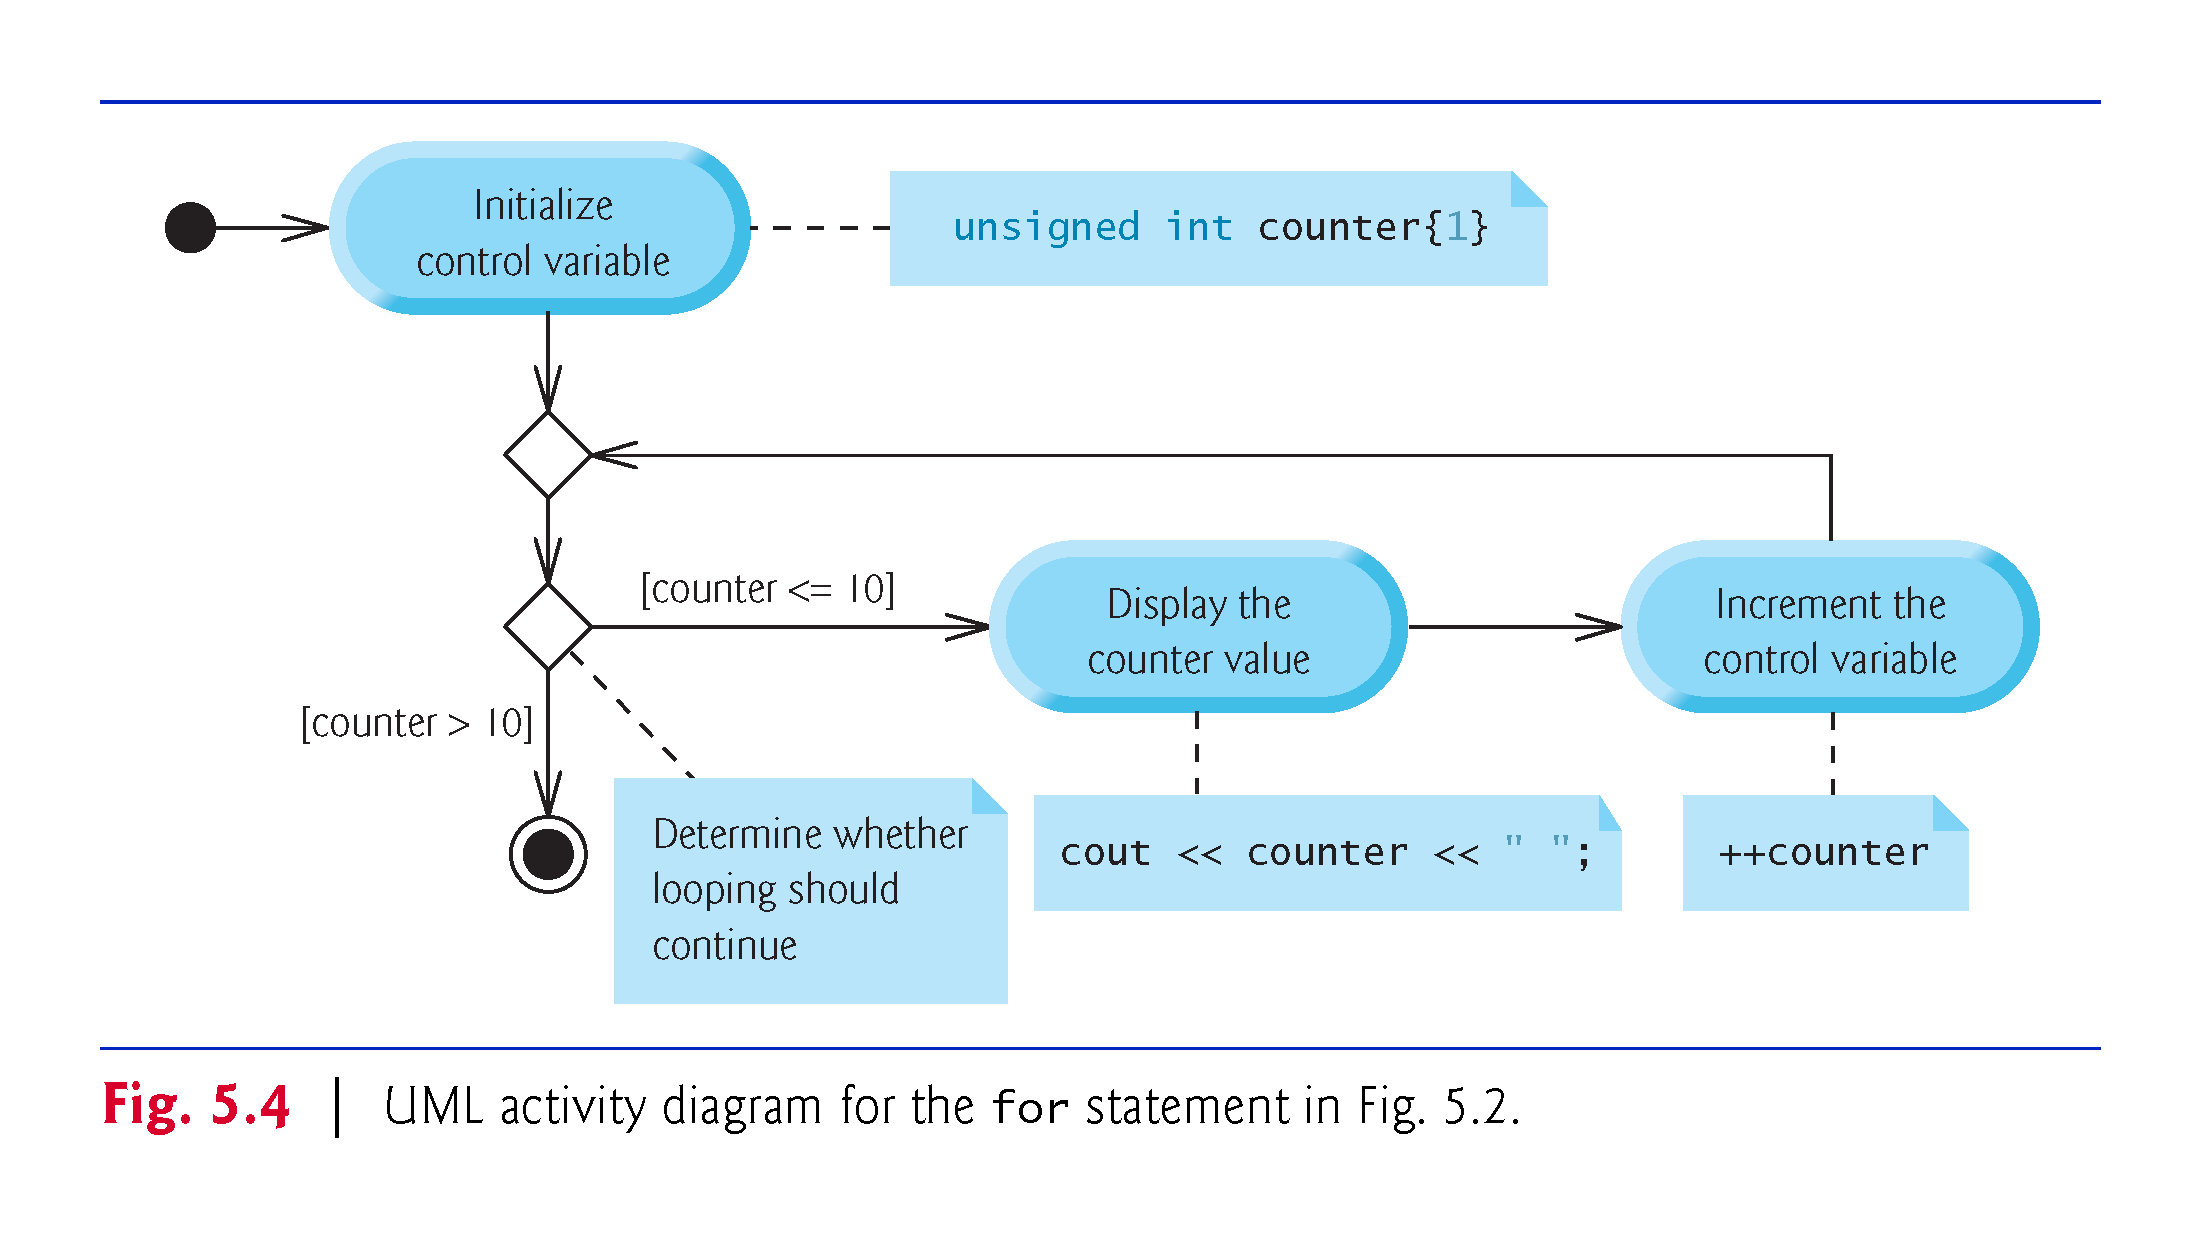 Initialize
control variable
unsigned int counter{1}
[counter <= 10]
Display the
counter value
Increment the
control variable
[counter > 10]
Determine whether
looping should
continue
cout << counter << " ";
++counter
Fig. 5.4 | UML activity diagram for the for statement in Fig. 5.2.